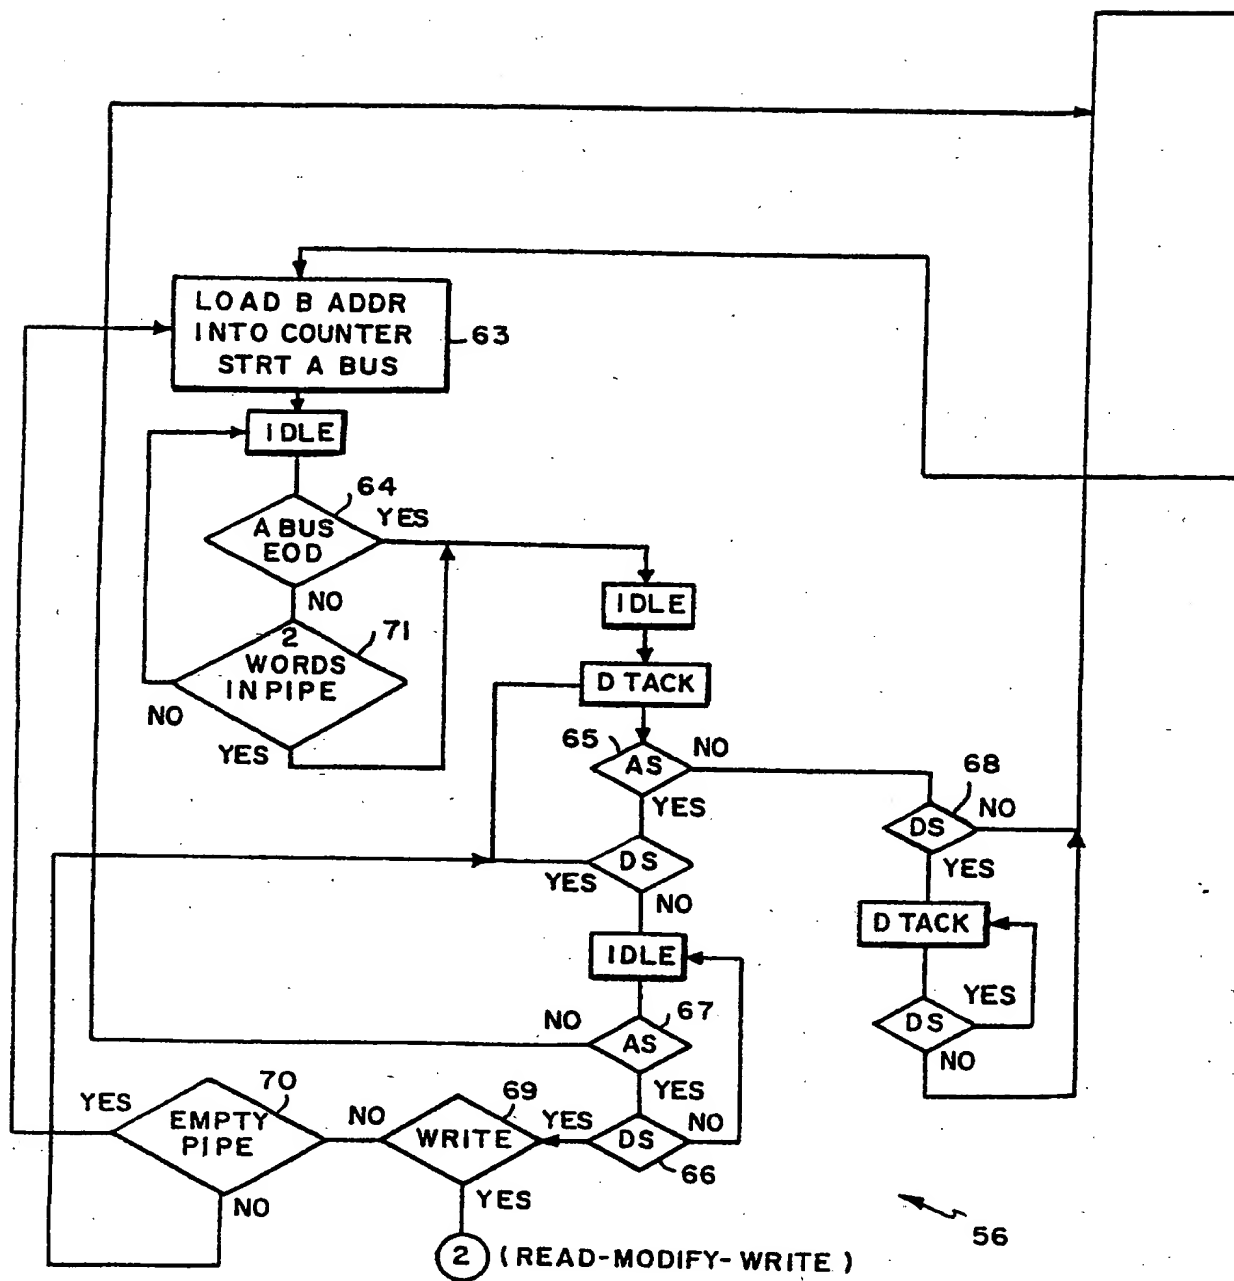 LOAD B ADDR
INTO COUNTER
STRT A BUS
63
IDLE
64
A BUS
EOD
YES
NO
2
WORDS
IN PIPE
71
NO
YES
IDLE
D TACK
65
AS
NO
YES
68
DS
NO
YES
DS
YES
NO
D TACK
IDLE
DS
YES
NO
67
AS
NO
YES
70
EMPTY
PIPE
YES
NO
69
WRITE
NO
YES
YES
DS
NO
66
56
2 (READ-MODIFY-WRITE)